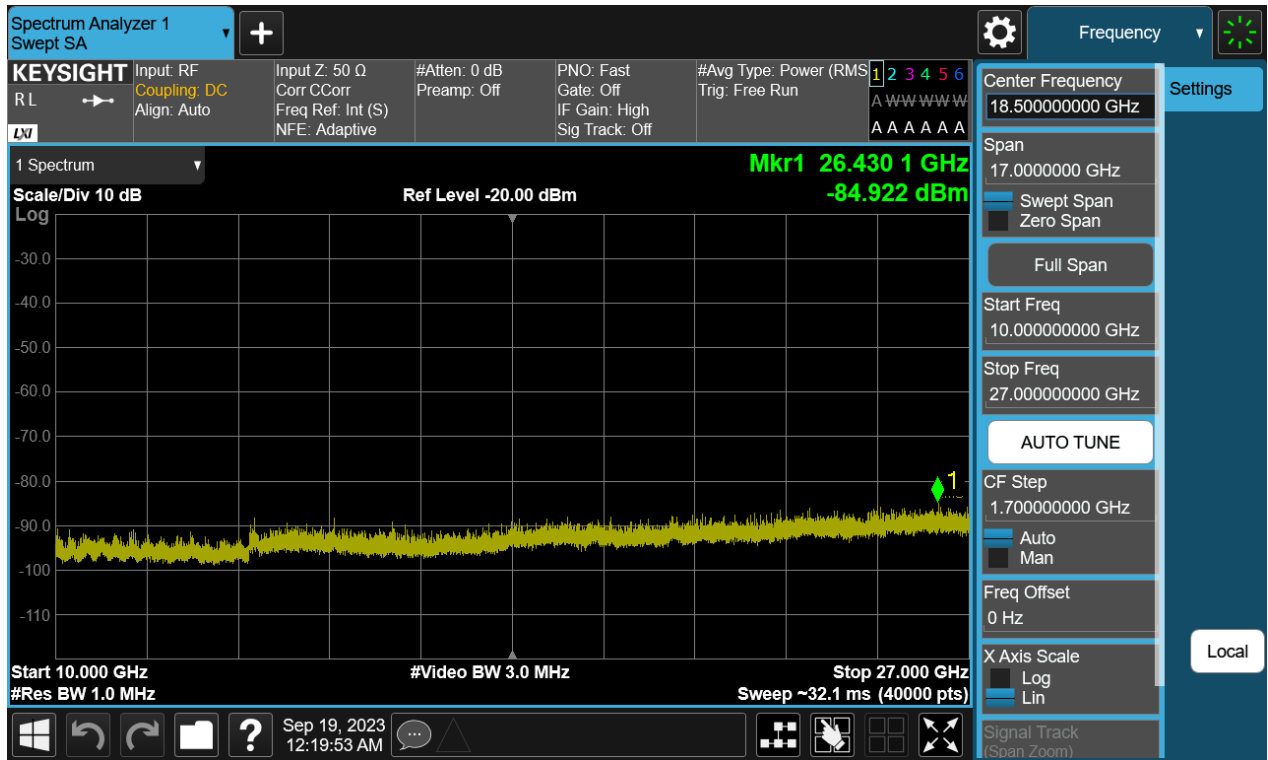 Spectrum Analyzer 1
Swept SA
+
Frequency
KEYSIGHT
RL
LXI
Input: RF
Coupling: DC
Align: Auto
Input Z: 50 Ω
Corr CCorr
Freq Ref: Int (S)
NFE: Adaptive
#Atten: 0 dB
Preamp: Off
PNO: Fast
Gate: Off
IF Gain: High
Sig Track: Off
#Avg Type: Power (RMS
Trig: Free Run
1 2 3 4 5 6
A W W W W W
A A A A A A
1 Spectrum
Mkr1 26.430 1 GHz
Scale/Div 10 dB
Ref Level -20.00 dBm
-84.922 dBm
Log
-30.0
-40.0
-50.0
-60.0
-70.0
-80.0
-90.0
-100
-110
1
Start 10.000 GHz
#Video BW 3.0 MHz
Stop 27.000 GHz
#Res BW 1.0 MHz
Sweep ~32.1 ms (40000 pts)
Center Frequency
18.500000000 GHz
Span
17.0000000 GHz
Swept Span
Zero Span
Full Span
Start Freq
10.000000000 GHz
Stop Freq
27.000000000 GHz
AUTO TUNE
CF Step
1.700000000 GHz
Auto
Man
Freq Offset
0 Hz
X Axis Scale
Log
Lin
Signal Track
(Span Zoom)
Settings
Local
?
Sep 19, 2023
12:19:53 AM